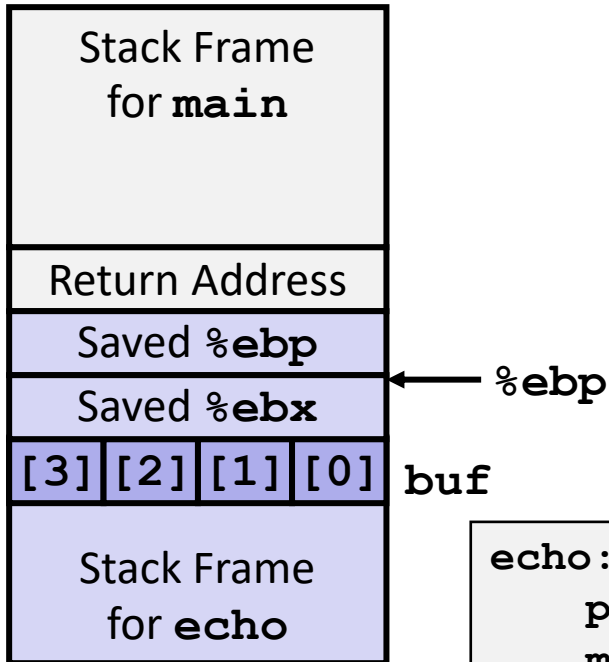 Stack Frame
for main
Return Address
Saved %ebp
%ebp
Saved %ebx
[3] [2] [1] [0] buf
Stack Frame
for echo
echo:
p